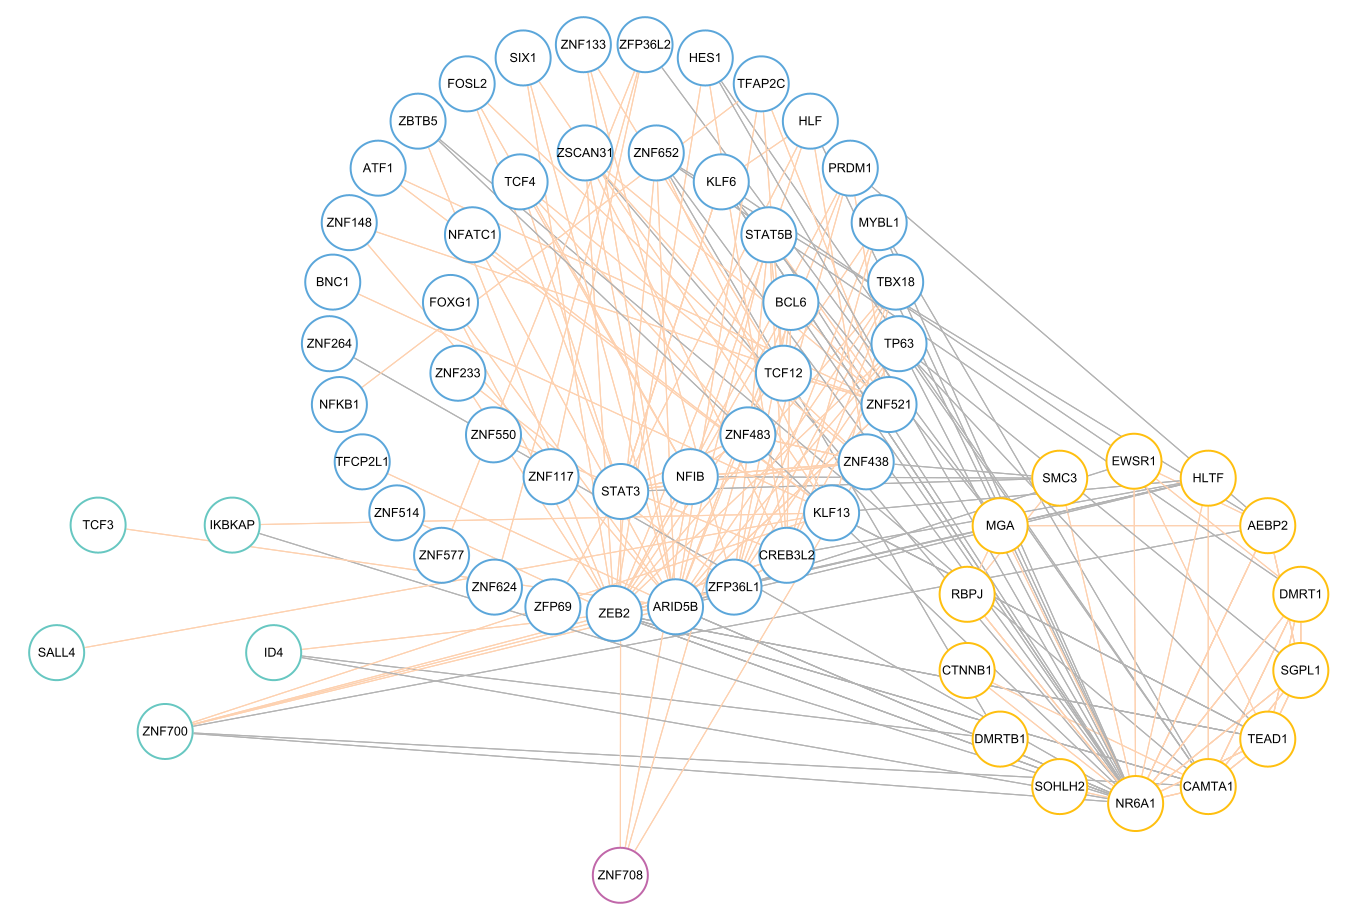 ZNF133
ZFP36L2
SIX1
HES1
FOSL2
TFAP2C
ZBTB5
HLF
ZSCAN31
ZNF652
ATF1
TCF4
KLF6
PRDM1
ZNF148
NFATC1
STAT5B
MYBL1
BNC1
FOXG1
BCL6
TBX18
ZNF264
TP63
ZNF233
TCF12
NFKB1
ZNF521
ZNF550
ZNF483
TFCP2L1
ZNF117
STAT3
NFIB
ZNF438
SMC3
EWSR1
HLTF
TCF3
IKBKAP
ZNF514
KLF13
MGA
AEBP2
ZNF577
CREB3L2
ZNF624
ZFP36L1
RBPJ
DMRT1
ZFP69
ZEB2
ARID5B
SALL4
ID4
CTNNB1
SGPL1
ZNF700
DMRTB1
TEAD1
SOHLH2
NR6A1
CAMTA1
ZNF708